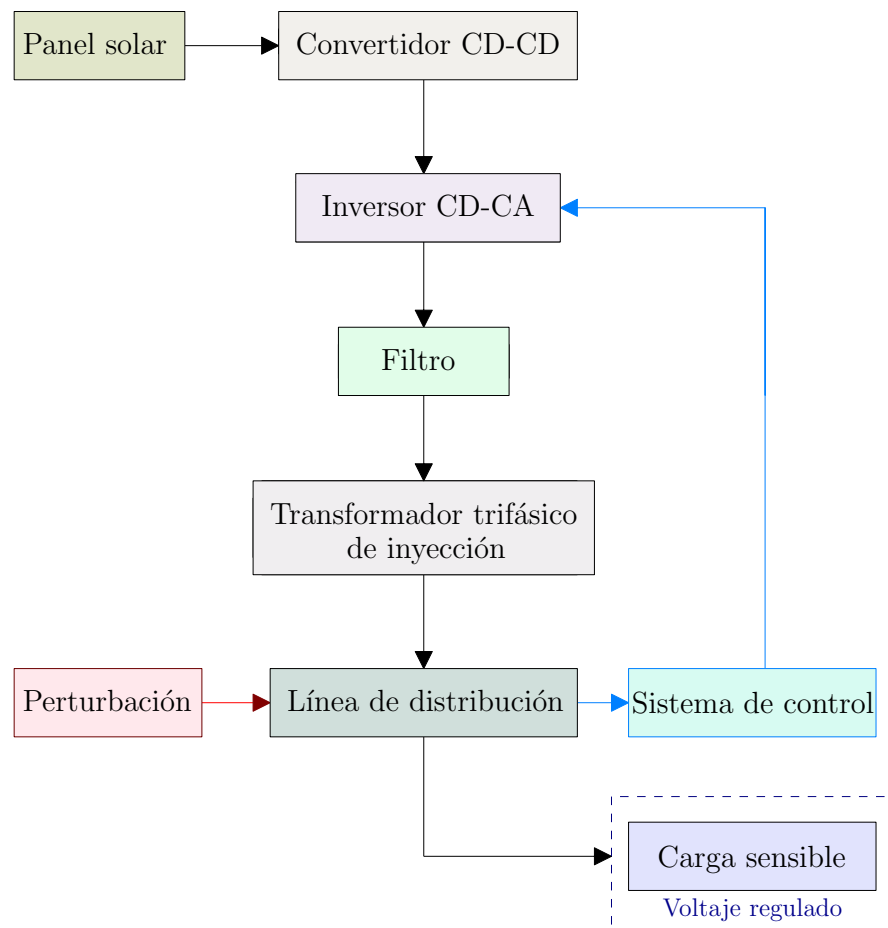 Panel solar
Convertidor CD-CD
Inversor CD-CA
Filtro
Transformador trifásico
de inyección
Perturbación
Línea de distribución
Sistema de control
Carga sensible
Voltaje regulado